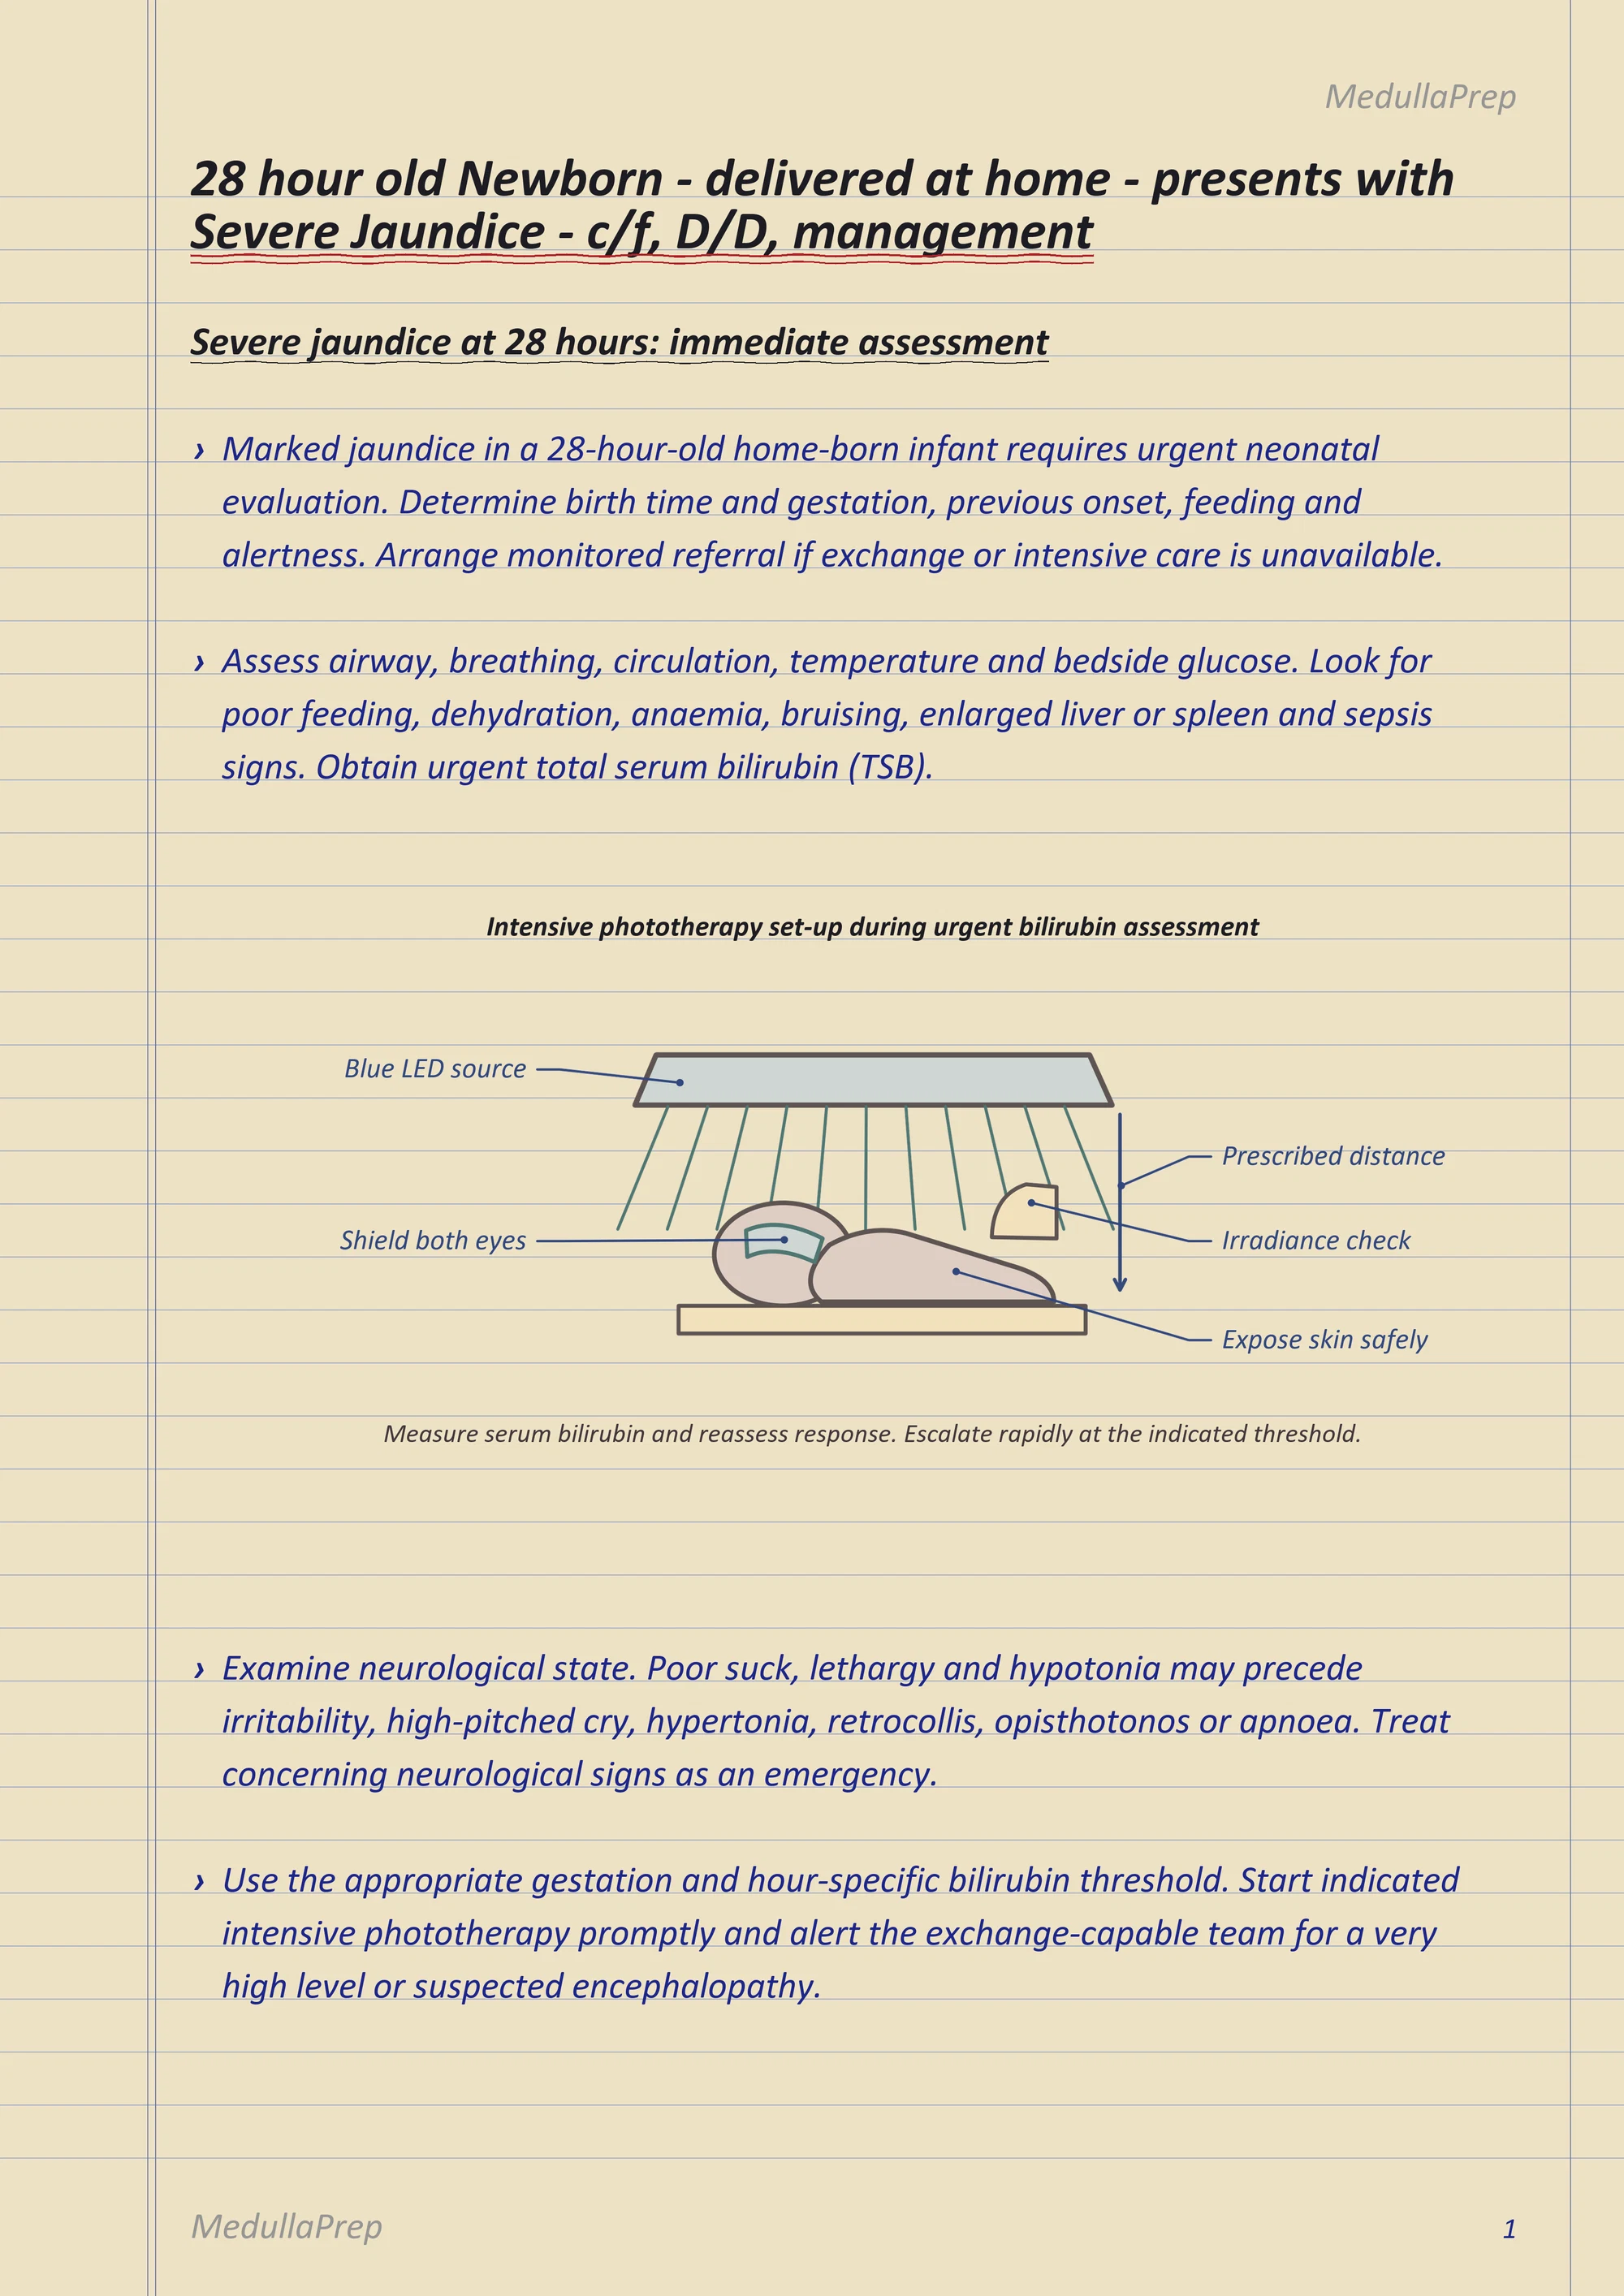 MedullaPrep
28 hour old Newborn - delivered at home - presents with
Severe Jaundice - c/f, D/D, management
Severe jaundice at 28 hours: immediate assessment
› Marked jaundice in a 28-hour-old home-born infant requires urgent neonatal
evaluation. Determine birth time and gestation, previous onset, feeding and
alertness. Arrange monitored referral if exchange or intensive care is unavailable.
› Assess airway, breathing, circulation, temperature and bedside glucose. Look for
poor feeding, dehydration, anaemia, bruising, enlarged liver or spleen and sepsis
signs. Obtain urgent total serum bilirubin (TSB).
Intensive phototherapy set-up during urgent bilirubin assessment
Blue LED source
Prescribed distance
Shield both eyes
Irradiance check
Expose skin safely
Measure serum bilirubin and reassess response. Escalate rapidly at the indicated threshold.
› Examine neurological state. Poor suck, lethargy and hypotonia may precede
irritability, high-pitched cry, hypertonia, retrocollis, opisthotonos or apnoea. Treat
concerning neurological signs as an emergency.
› Use the appropriate gestation and hour-specific bilirubin threshold. Start indicated
intensive phototherapy promptly and alert the exchange-capable team for a very
high level or suspected encephalopathy.
MedullaPrep
1